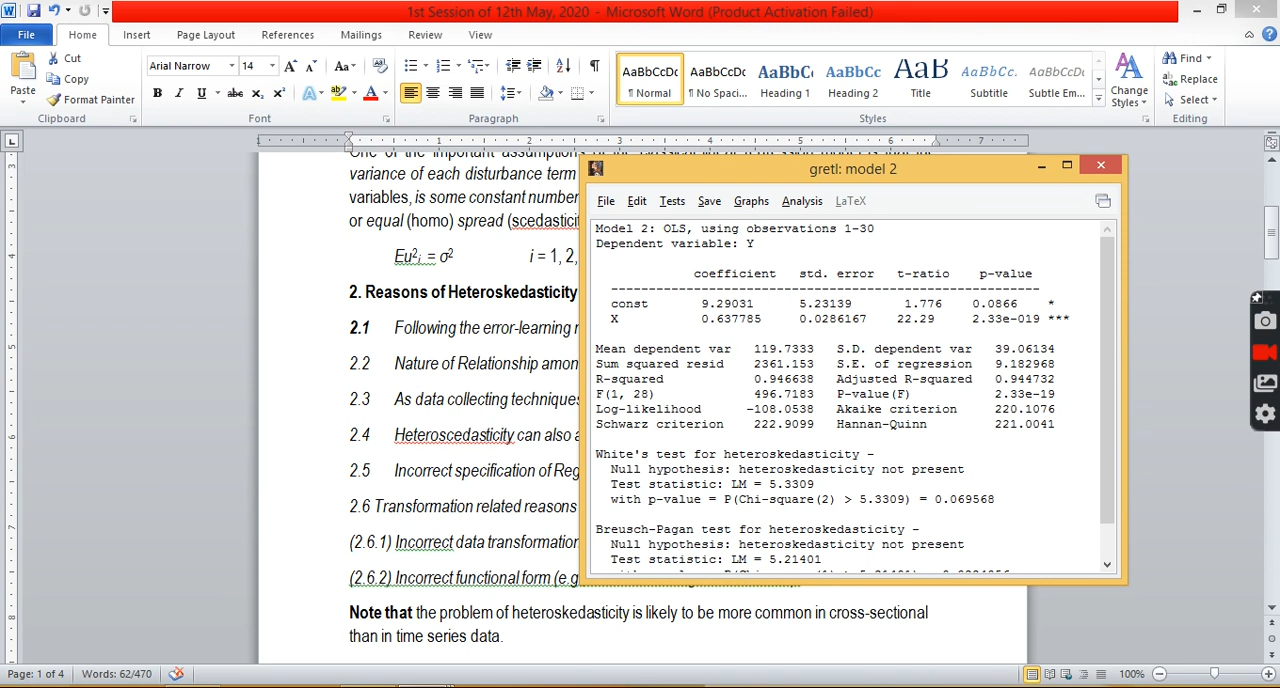 1st Session of 12th May, 2020 - Microsoft Word (Product Activation Failed)
File Home Insert Page Layout References Mailings Review View
Paste
Cut
Copy
Format Painter
Clipboard
Arial Narrow 14
Font
Paragraph
AaBbCcDc AaBbCcDc AaBbC AaBbCc AaB AaBbCc. AaBbCcDc
¶ Normal ¶ No Spaci... Heading 1 Heading 2 Title Subtitle Subtle Em...
Change
Styles
Styles
Find
Replace
Select
Editing
variance of each disturbance term
variables, is some constant number
or equal (homo) spread (scedasticit
Eu²i = σ² i = 1, 2,
2. Reasons of Heteroskedasticity
2.1 Following the error-learning
2.2 Nature of Relationship amon
2.3 As data collecting techniques
2.4 Heteroscedasticity can also a
2.5 Incorrect specification of Reg
2.6 Transformation related reasons
(2.6.1) Incorrect data transformation
(2.6.2) Incorrect functional form (e.g
Note that the problem of heteroskedasticity is likely to be more common in cross-sectional
than in time series data.
gretl: model 2
File Edit Tests Save Graphs Analysis LaTeX
Model 2: OLS, using observations 1-30
Dependent variable: Y
coefficient std. error t-ratio p-value
---------------------------------------------------------
const 9.29031 5.23139 1.776 0.0866 *
X 0.637785 0.0286167 22.29 2.33e-019 ***
Mean dependent var 119.7333 S.D. dependent var 39.06134
Sum squared resid 2361.153 S.E. of regression 9.182968
R-squared 0.946638 Adjusted R-squared 0.944732
F(1, 28) 496.7183 P-value(F) 2.33e-19
Log-likelihood -108.0538 Akaike criterion 220.1076
Schwarz criterion 222.9099 Hannan-Quinn 221.0041
White's test for heteroskedasticity -
Null hypothesis: heteroskedasticity not present
Test statistic: LM = 5.3309
with p-value = P(Chi-square(2) > 5.3309) = 0.069568
Breusch-Pagan test for heteroskedasticity -
Null hypothesis: heteroskedasticity not present
Test statistic: LM = 5.21401
Page: 1 of 4 Words: 62/470 100%